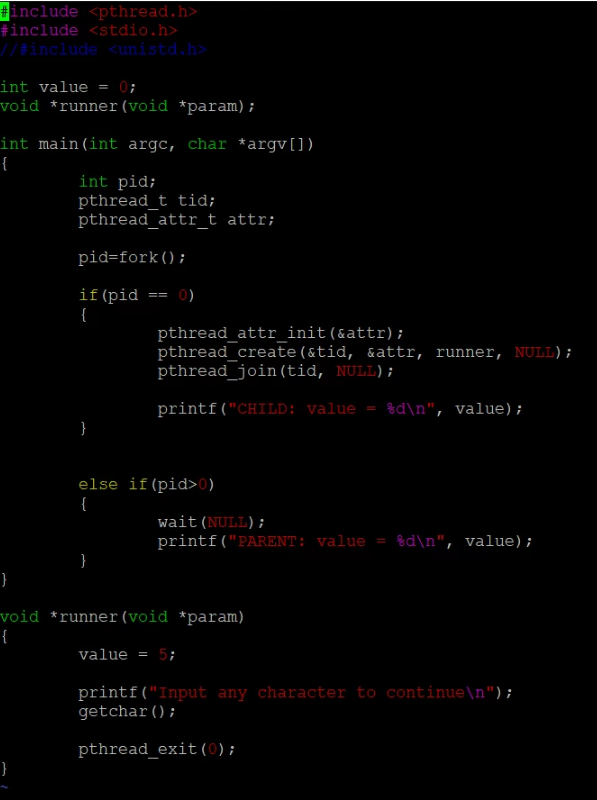 #include <pthread.h>
#include <stdio.h>
//#include <unistd.h>
int value = 0;
void *runner(void *param);
int main(int argc, char *argv[])
{
int pid;
pthread_t tid;
pthread_attr_t attr;
pid=fork();
if(pid == 0)
{
pthread_attr_init(&attr);
pthread_create(&tid, &attr, runner, NULL);
pthread_join(tid, NULL);
printf("CHILD: value = %d\n", value);
}
else if(pid>0)
{
wait(NULL);
printf("PARENT: value = %d\n", value);
}
}
void *runner(void *param)
{
value = 5;
printf("Input any character to continue\n");
getchar();
pthread_exit(0);
}
~